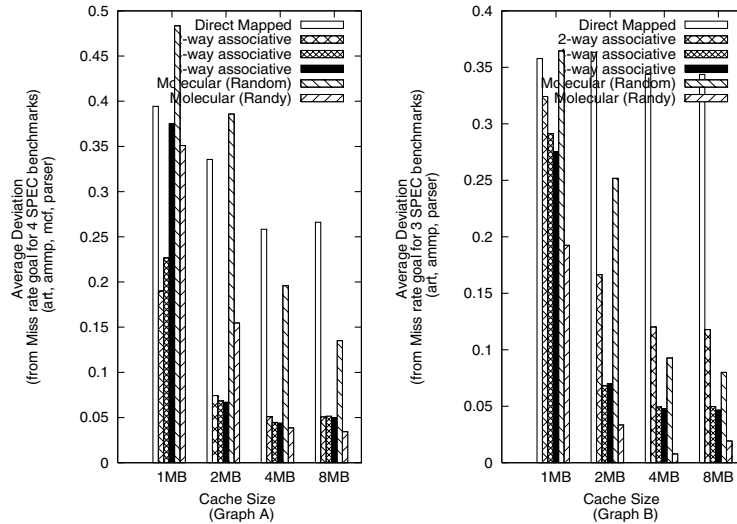 0.5
0.45
0.4
0.35
0.3
0.25
0.2
0.15
0.1
0.05
0
Average Deviation
(from Miss rate goal for 4 SPEC benchmarks)
(art, ammp, mcf, parser)
Direct Mapped
-way associative
-way associative
-way associative
Molecular (Random)
Molecular (Randy)
1MB 2MB 4MB 8MB
Cache Size
(Graph A)
0.4
0.35
0.3
0.25
0.2
0.15
0.1
0.05
0
Average Deviation
(from Miss rate goal for 3 SPEC benchmarks)
(art, ammp, parser)
Direct Mapped
2-way associative
-way associative
-way associative
Molecular (Random)
Molecular (Randy)
1MB 2MB 4MB 8MB
Cache Size
(Graph B)